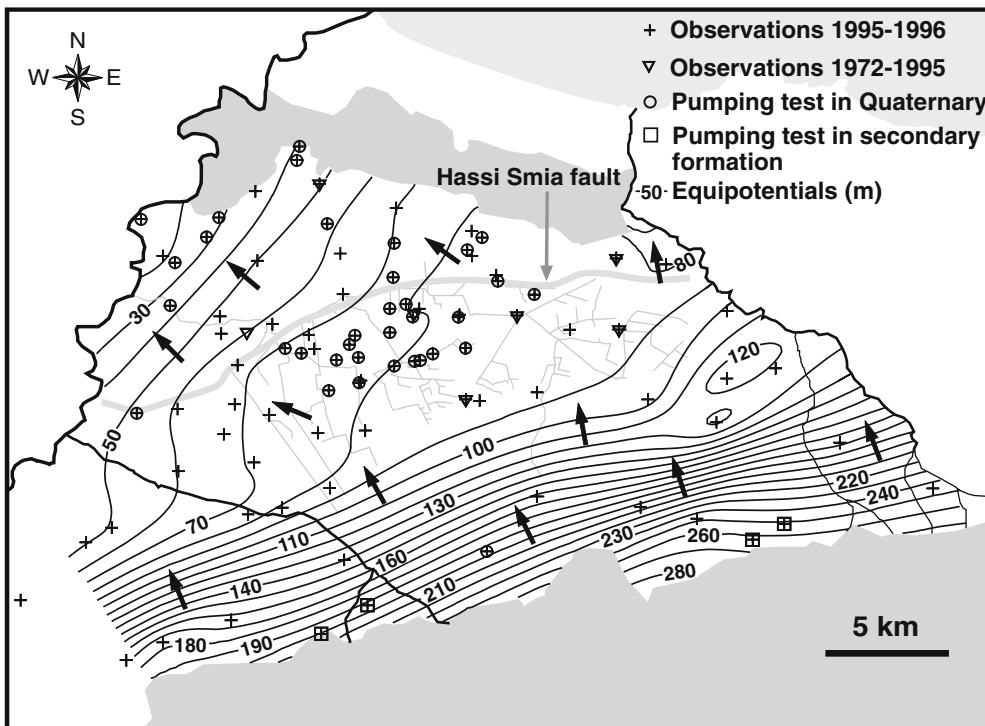 N
W E
S
+ Observations 1995-1996
Observations 1972-1995
Pumping test in Quaternary
Pumping test in secondary
formation
-50- Equipotentials (m)
Hassi Smia fault
80
30
120
50
100
70
110
130
140
160
180
190
210
220
230
240
260
280
5 km